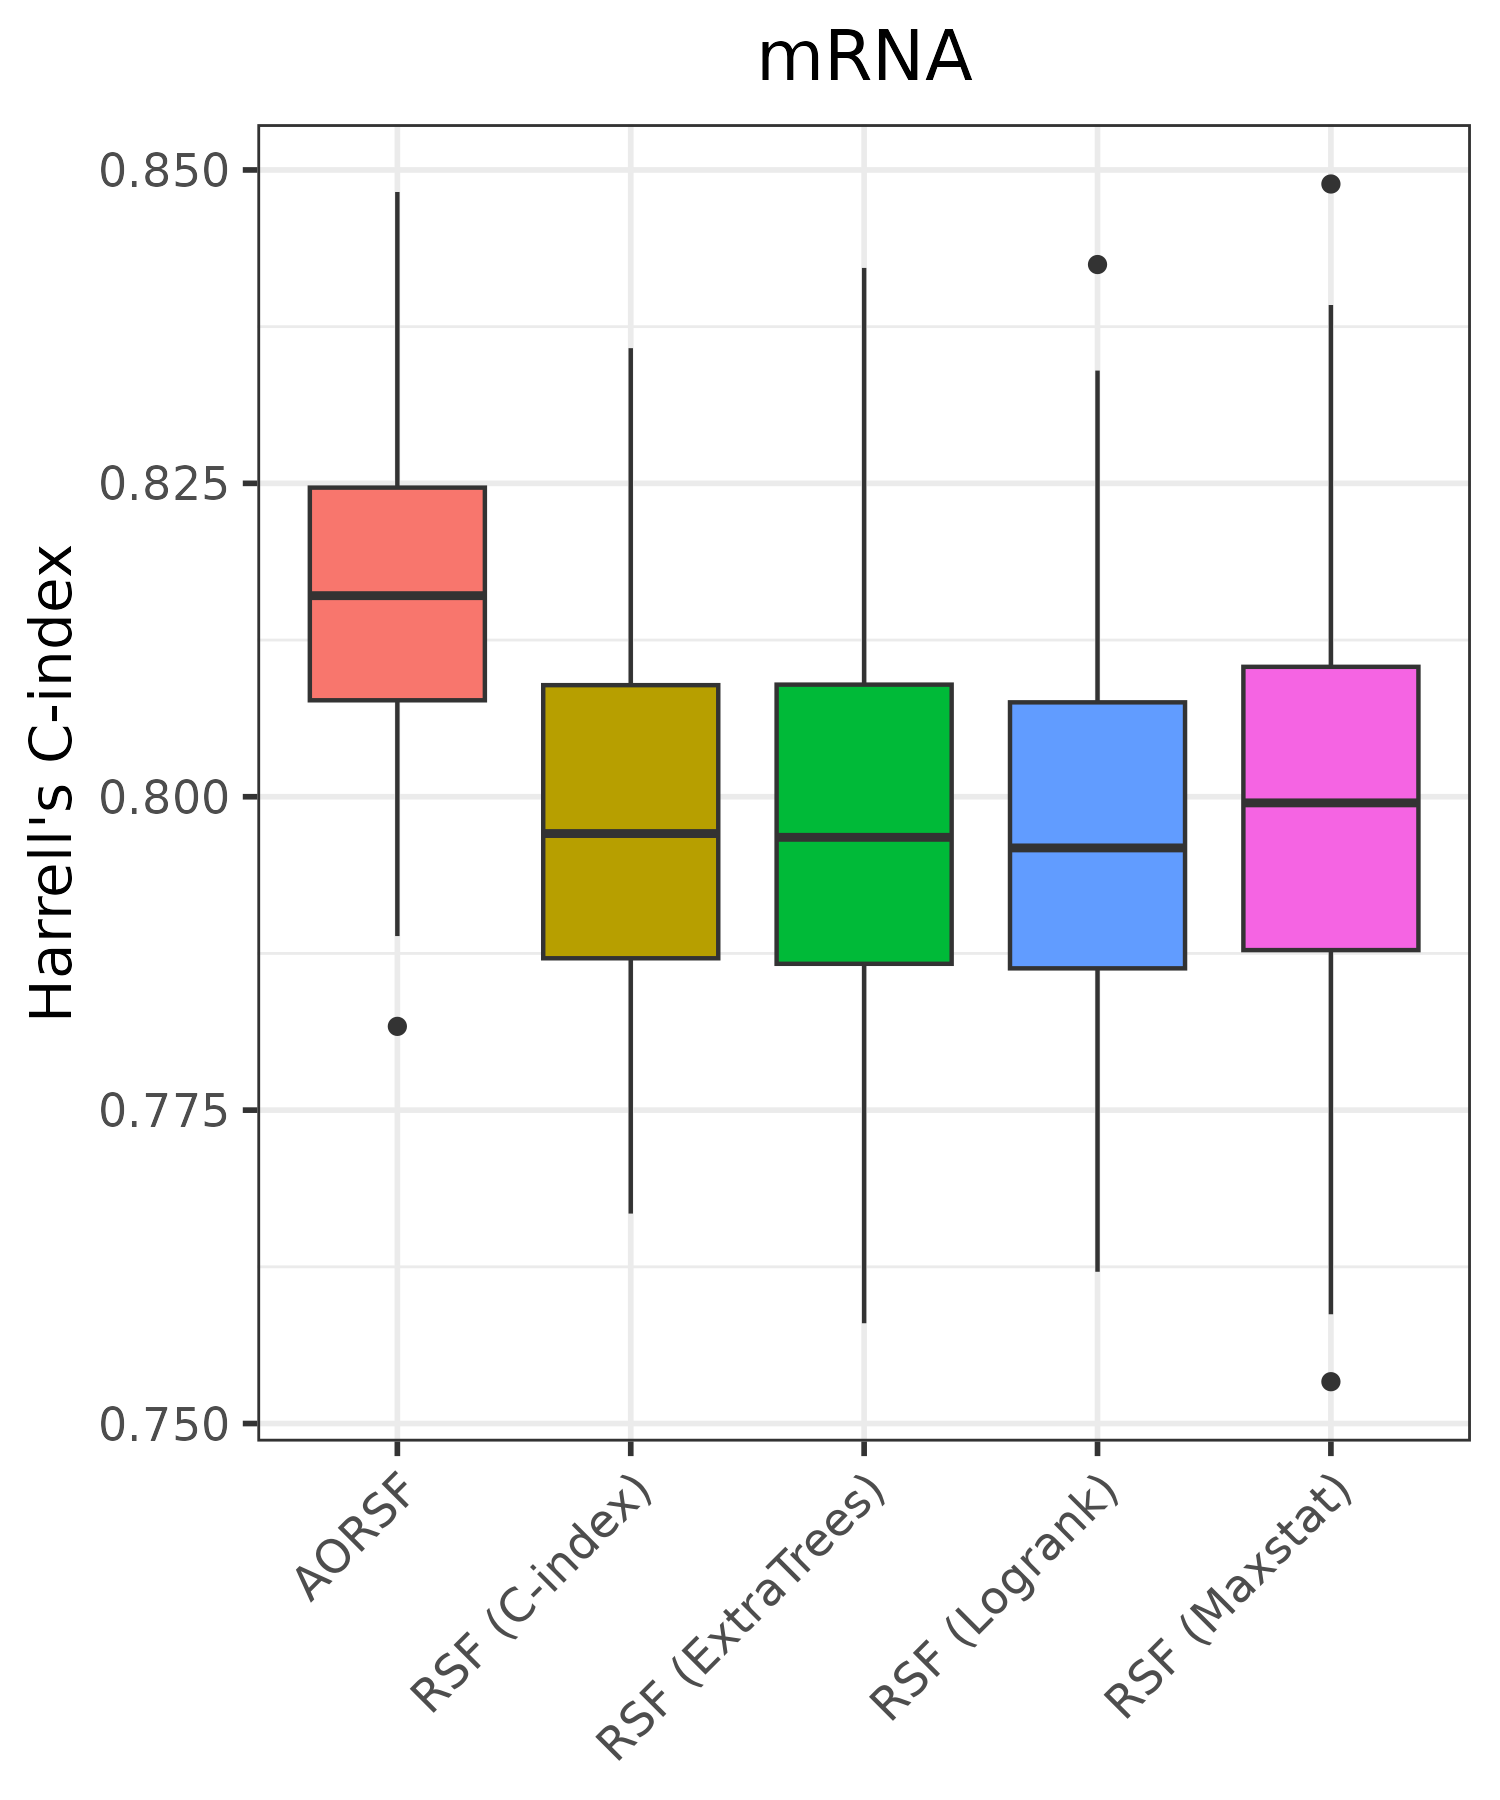 mRNA
Harrell's C-index
0.850
0.825
0.800
0.775
0.750
AORSF
RSF (C-index)
RSF (ExtraTrees)
RSF (Logrank)
RSF (Maxstat)